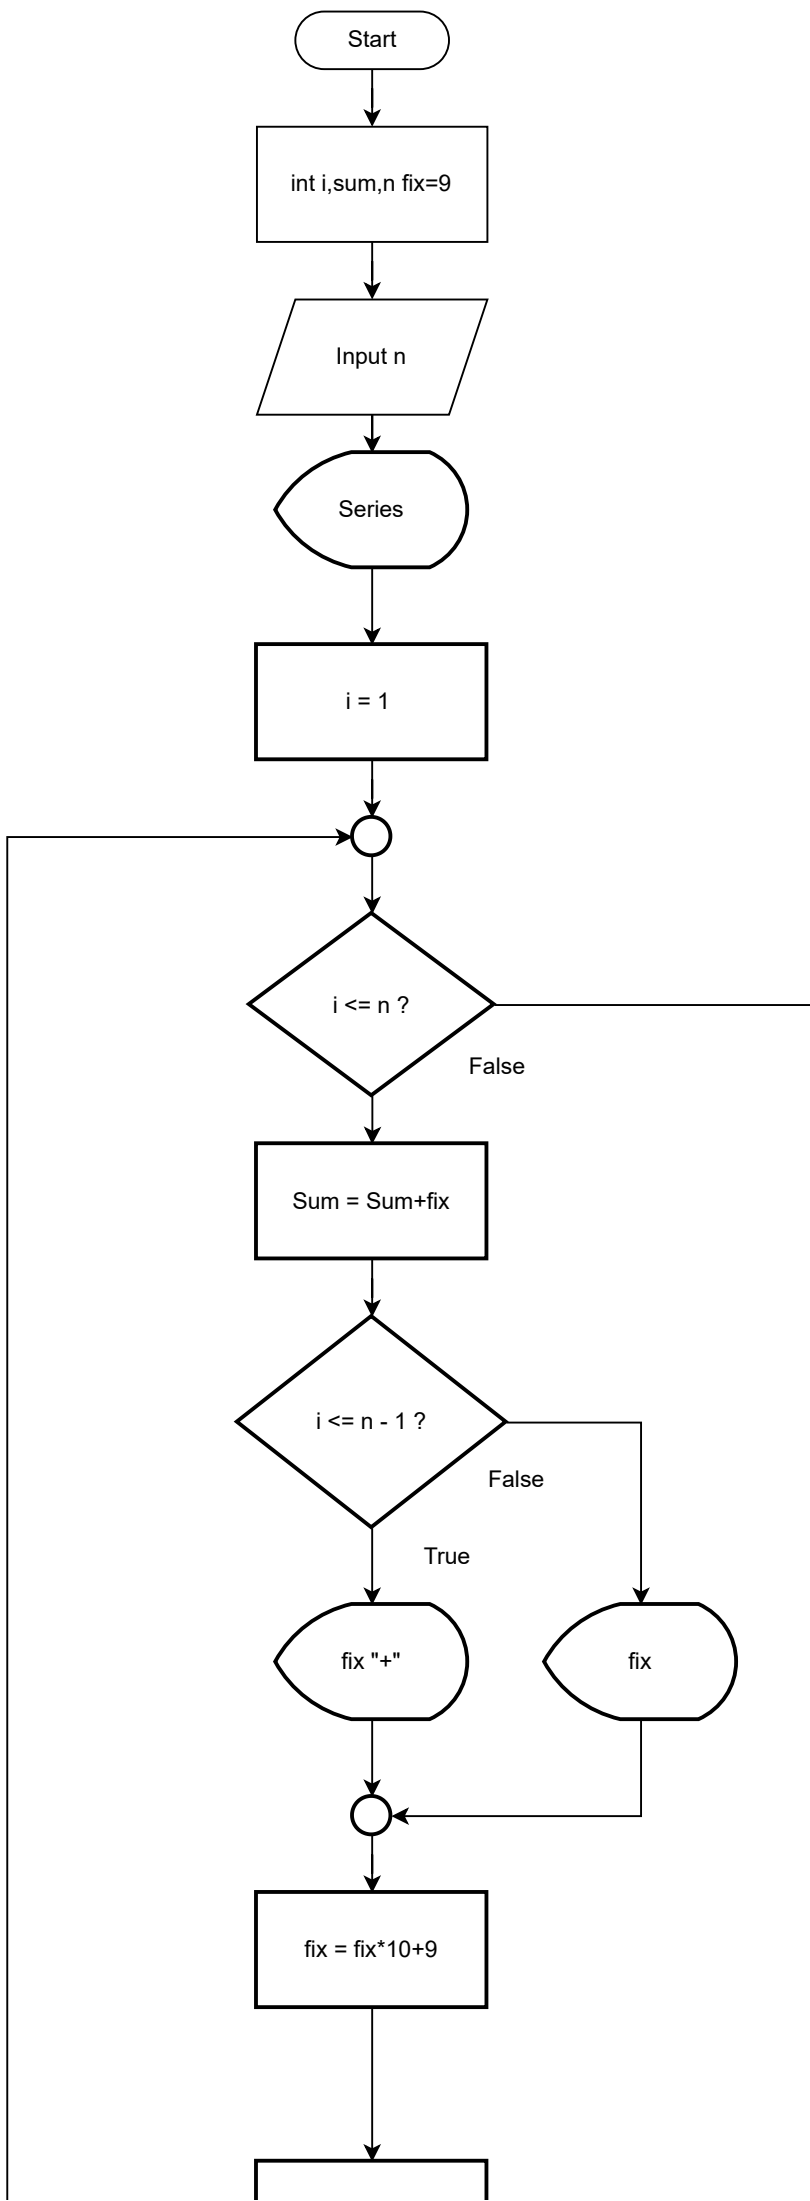 Start
int i,sum,n fix=9
Input n
Series
i = 1
i <= n ?
False
Sum = Sum+fix
i <= n - 1 ?
False
True
fix "+"
fix
fix = fix*10+9